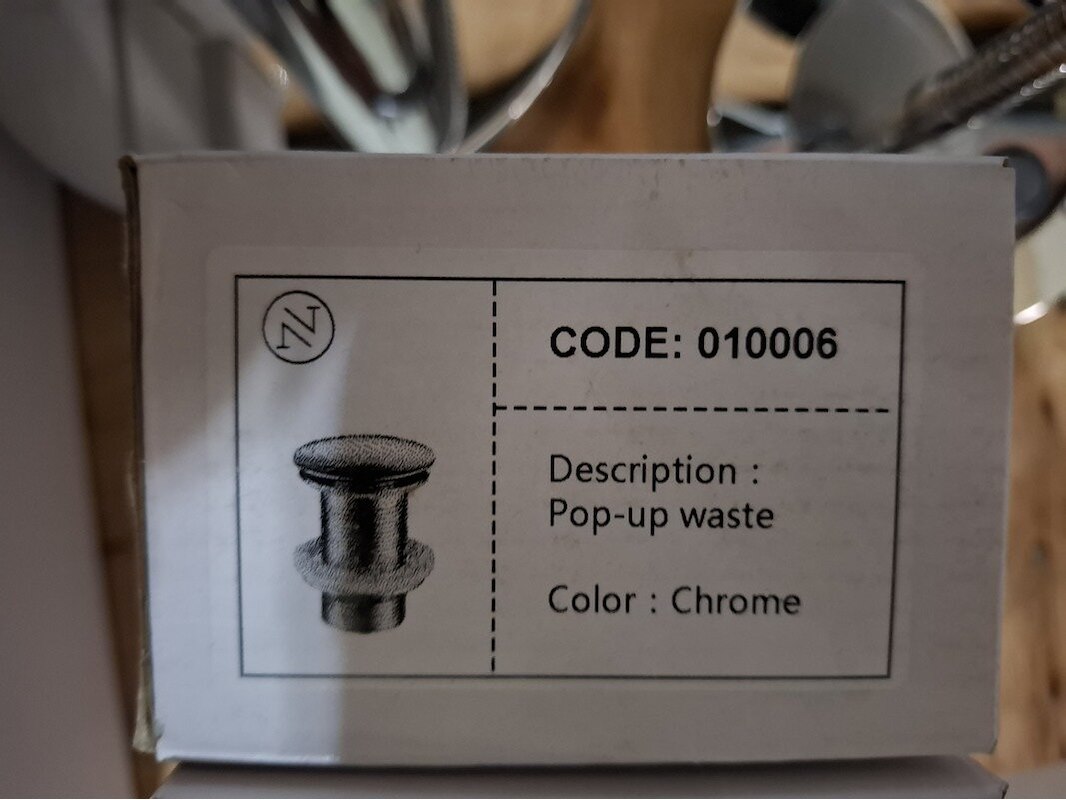 N
CODE: 010006
Description :
Pop-up waste
Color : Chrome